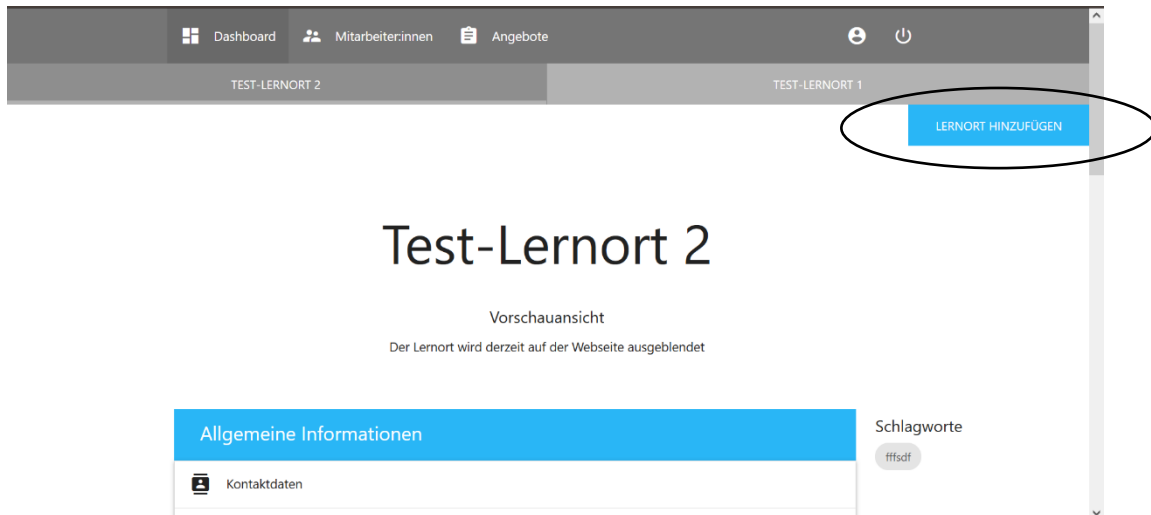 Dashboard Mitarbeiter:innen Angebote
TEST-LERNORT 2 TEST-LERNORT 1
LERNORT HINZUFÜGEN
Test-Lernort 2
Vorschauansicht
Der Lernort wird derzeit auf der Webseite ausgeblendet
Allgemeine Informationen
Kontaktdaten
Schlagworte
fffsdf